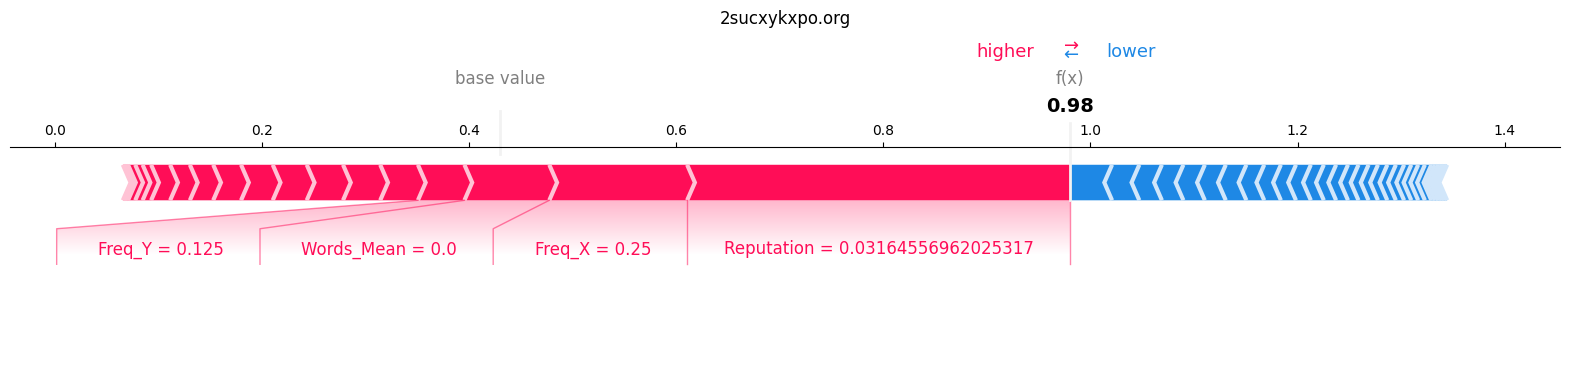 2sucxykxpo.org
higher → ← lower
base value f(x)
0.98
0.0 0.2 0.4 0.6 0.8 1.0 1.2 1.4
Freq_Y = 0.125 Words_Mean = 0.0 Freq_X = 0.25 Reputation = 0.03164556962025317